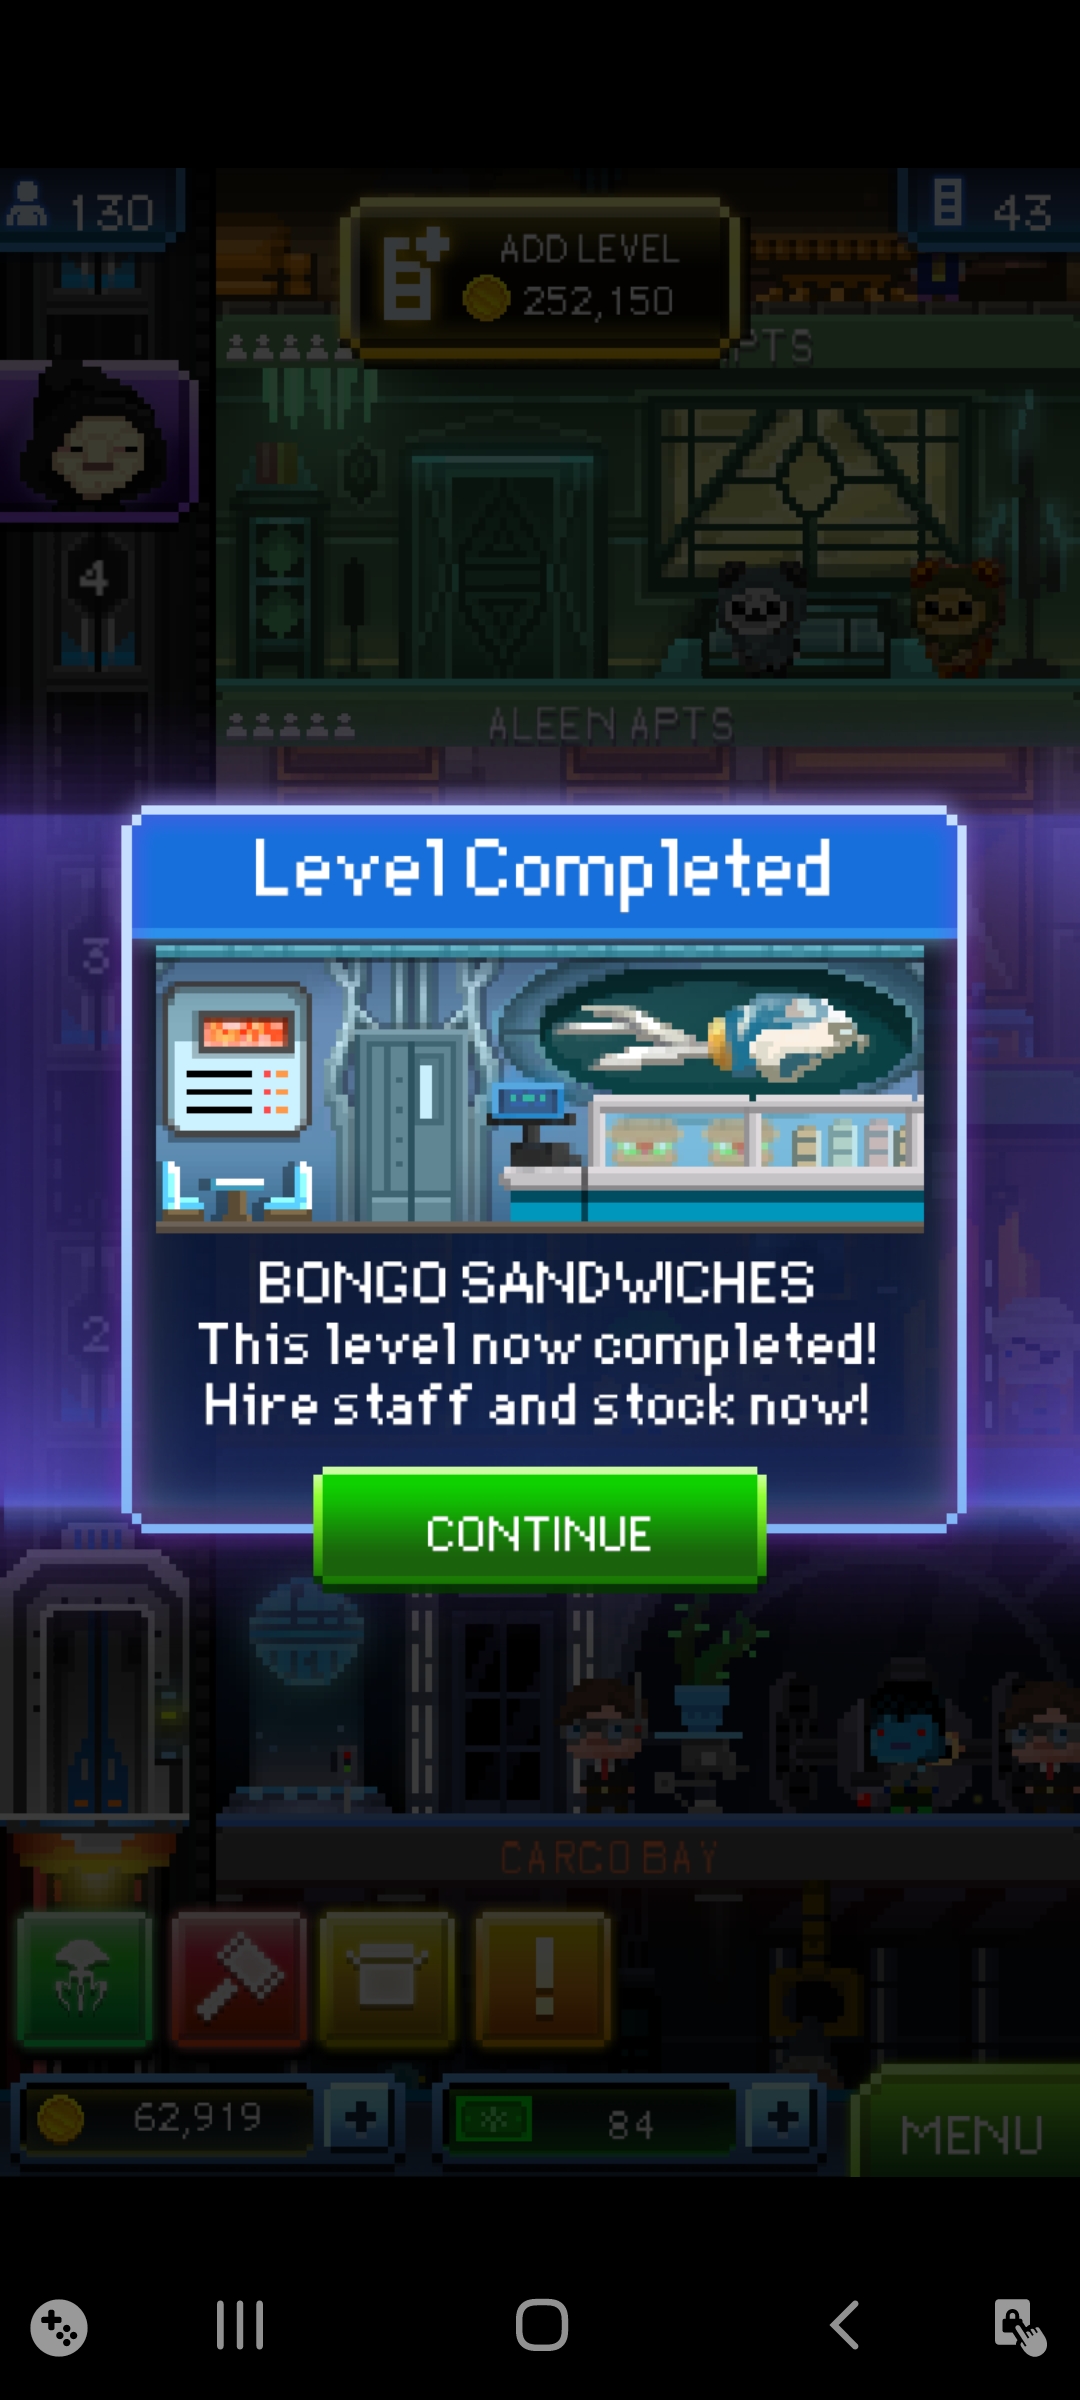 130
43
ADD LEVEL
252,150
PTS
4
ALEEN APTS
Level Completed
3
BONGO SANDWICHES
This level now completed!
2
Hire staff and stock now!
CONTINUE
CARGO BAY
!
62,919
84
MENU